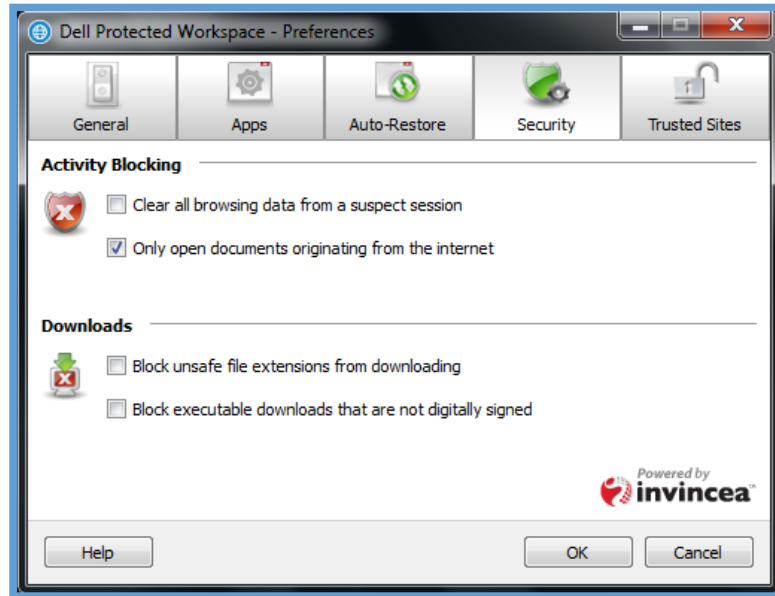 Dell Protected Workspace - Preferences
General
Apps
Auto-Restore
Security
Trusted Sites
Activity Blocking
Clear all browsing data from a suspect session
Only open documents originating from the internet
Downloads
Block unsafe file extensions from downloading
Block executable downloads that are not digitally signed
Powered by
invincea™
Help
OK
Cancel